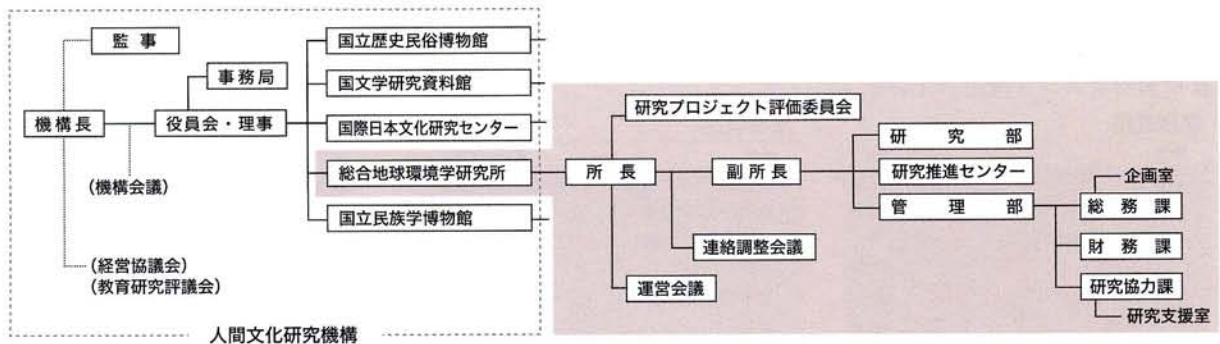 監事
事務局
機構長
役員会・理事
(機構会議)
(経営協議会)
(教育研究評議会)
国立歴史民俗博物館
国文学研究資料館
国際日本文化研究センター
総合地球環境学研究所
国立民族学博物館
人間文化研究機構
研究プロジェクト評価委員会
所長
副所長
連絡調整会議
運営会議
研究部
研究推進センター
管理部
企画室
総務課
財務課
研究協力課
研究支援室